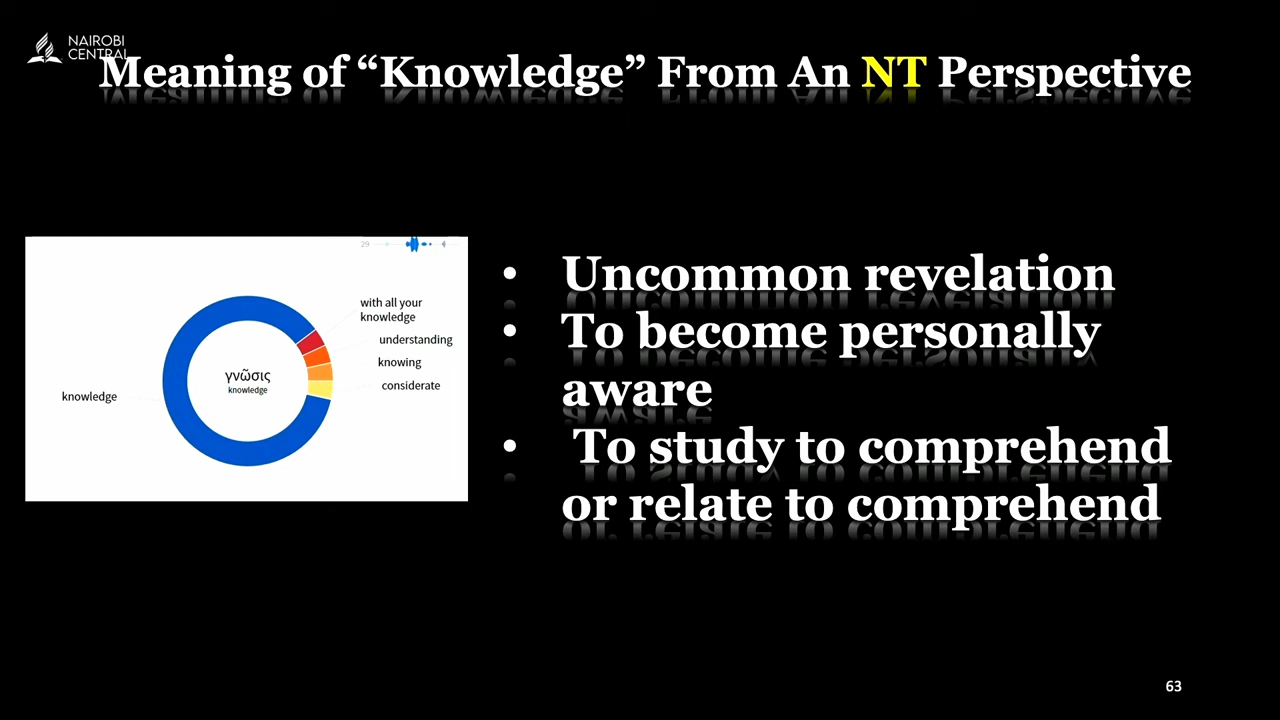 NAIROBI
CENTRAL
Meaning of “Knowledge” From An NT Perspective
29
with all your
knowledge
understanding
knowing
considerate
knowledge
γνῶσις
knowledge
• Uncommon revelation
• To become personally
aware
• To study to comprehend
or relate to comprehend
63